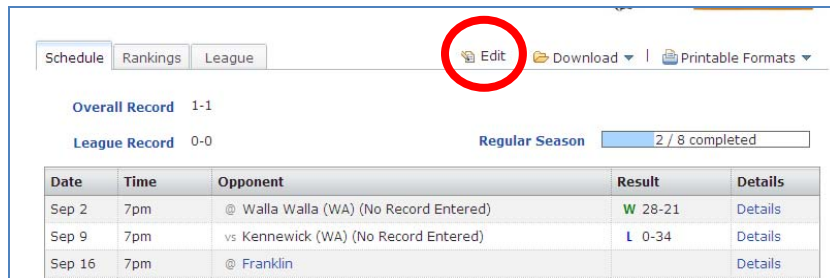 Schedule Rankings League Edit Download Printable Formats
Overall Record 1-1
League Record 0-0 Regular Season 2 / 8 completed
Date Time Opponent Result Details
Sep 2 7pm @ Walla Walla (WA) (No Record Entered) W 28-21 Details
Sep 9 7pm vs Kennewick (WA) (No Record Entered) L 0-34 Details
Sep 16 7pm @ Franklin Details